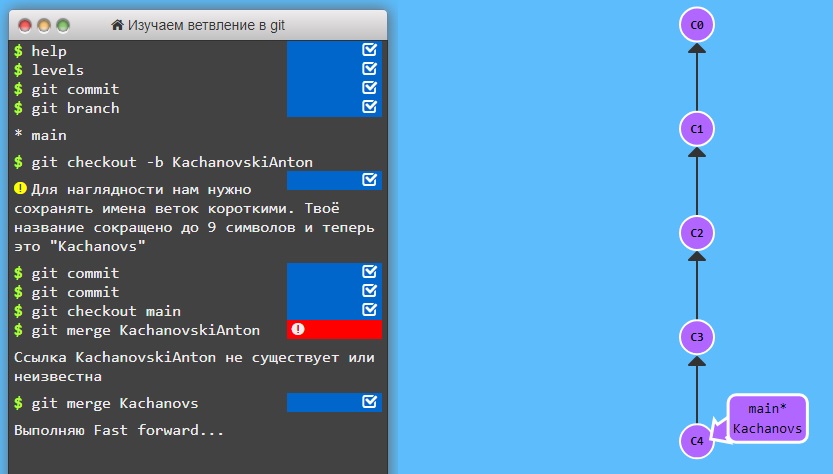 Изучаем ветвление в git
$ help
$ levels
$ git commit
$ git branch
* main
$ git checkout -b KachanovskiAnton
Для наглядности нам нужно
сохранять имена веток короткими. Твоё
название сокращено до 9 символов и теперь
это "Kachanovs"
$ git commit
$ git commit
$ git checkout main
$ git merge KachanovskiAnton
Ссылка KachanovskiAnton не существует или
неизвестна
$ git merge Kachanovs
Выполняю Fast forward...
C0
C1
C2
C3
C4
main*
Kachanovs